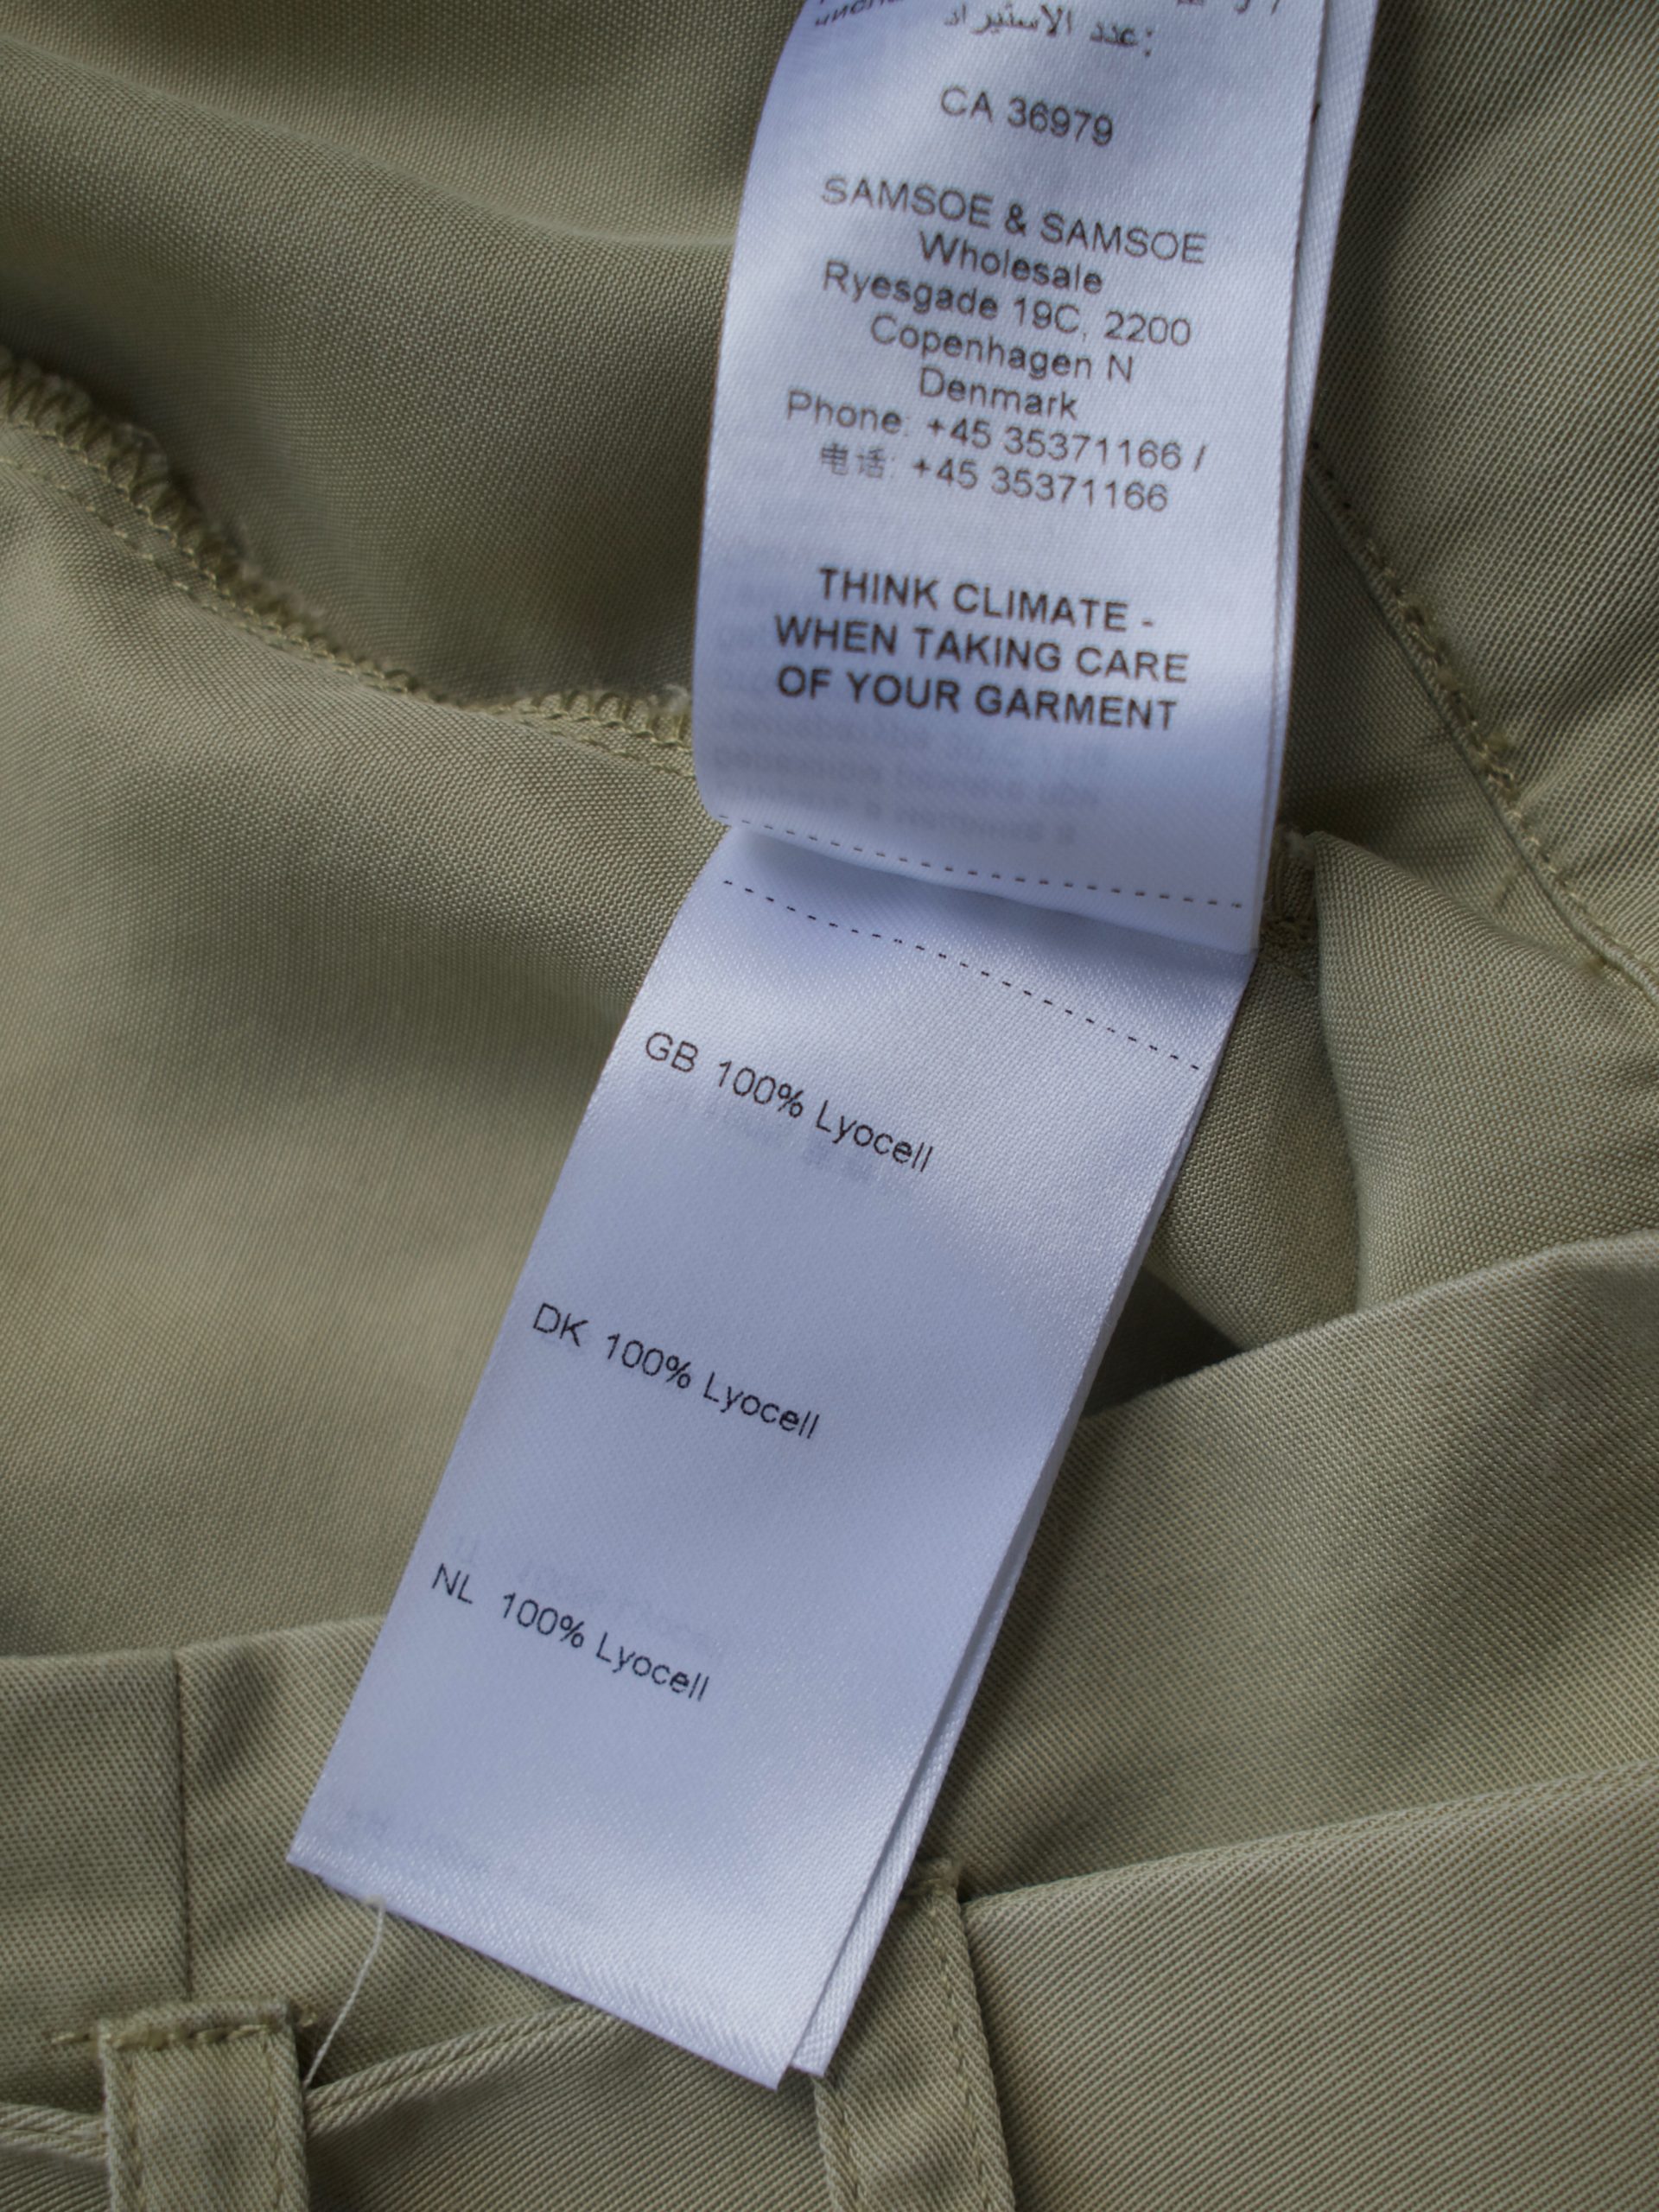 عدد الاستيراد:
CA 36979
SAMSOE & SAMSOE
Wholesale
Ryesgade 19C, 2200
Copenhagen N
Denmark
Phone: +45 35371166 /
电话: +45 35371166
THINK CLIMATE -
WHEN TAKING CARE
OF YOUR GARMENT
GB 100% Lyocell
DK 100% Lyocell
NL 100% Lyocell